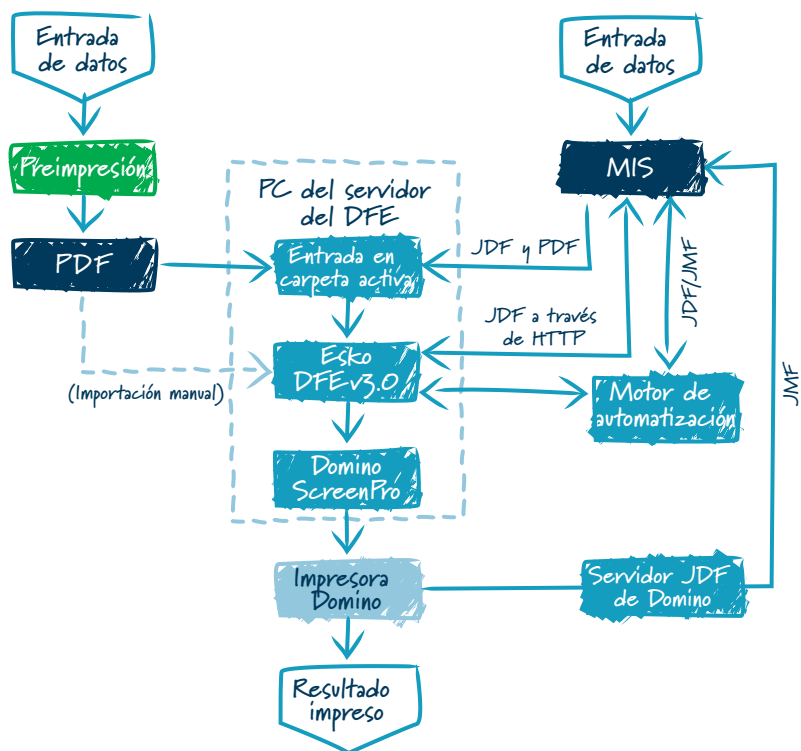 Entrada
de datos
Entrada
de datos
Preimpresión
MIS
PC del servidor
del DFE
PDF
Entrada en
carpeta activa
JDF y PDF
JDF/JMF
JDF a través
de HTTP
Esko
DFEv3.0
(Importación manual)
Motor de
automatización
JMF
Domino
ScreenPro
Impresora
Domino
Servidor JDF
de Domino
Resultado
impreso